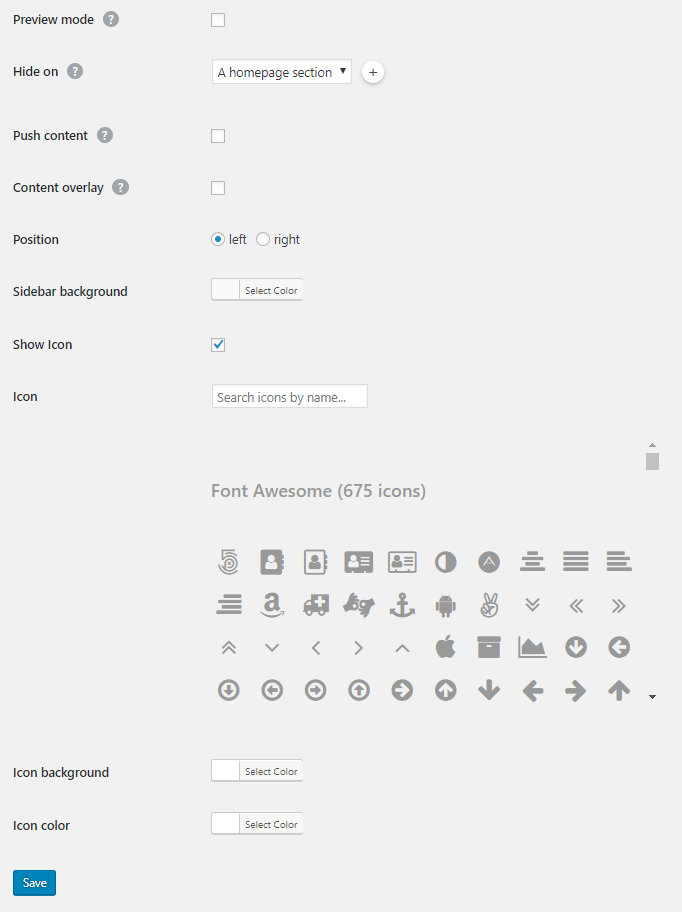 Preview mode ?
Hide on ? A homepage section +
Push content ?
Content overlay ?
Position left right
Sidebar background Select Color
Show Icon
Icon Search icons by name...
Font Awesome (675 icons)
Icon background Select Color
Icon color Select Color
Save